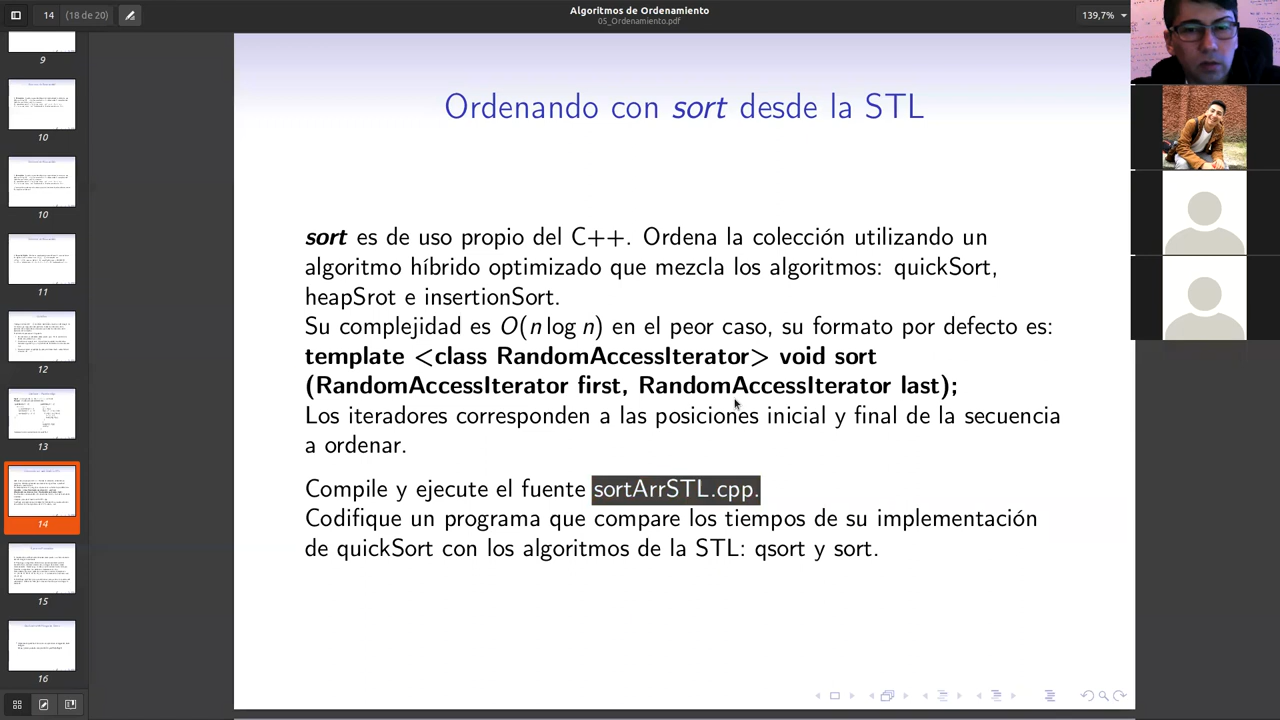 14 (18 de 20)
Algoritmos de Ordenamiento
05_Ordenamiento.pdf
139,7%
9
10
10
11
12
13
14
15
16
Ordenando con sort desde la STL
sort es de uso propio del C++. Ordena la colección utilizando un
algoritmo híbrido optimizado que mezcla los algoritmos: quickSort,
heapSrot e insertionSort.
Su complejidad es O(n log n) en el peor caso, su formato por defecto es:
template <class RandomAccessIterator> void sort
(RandomAccessIterator first, RandomAccessIterator last);
Los iteradores corresponden a las posiciones inicial y final de la secuencia
a ordenar.
Compile y ejecute el fuente sortArrSTL.cpp.
Codifique un programa que compare los tiempos de su implementación
de quickSort con los algoritmos de la STL: qsort y sort.